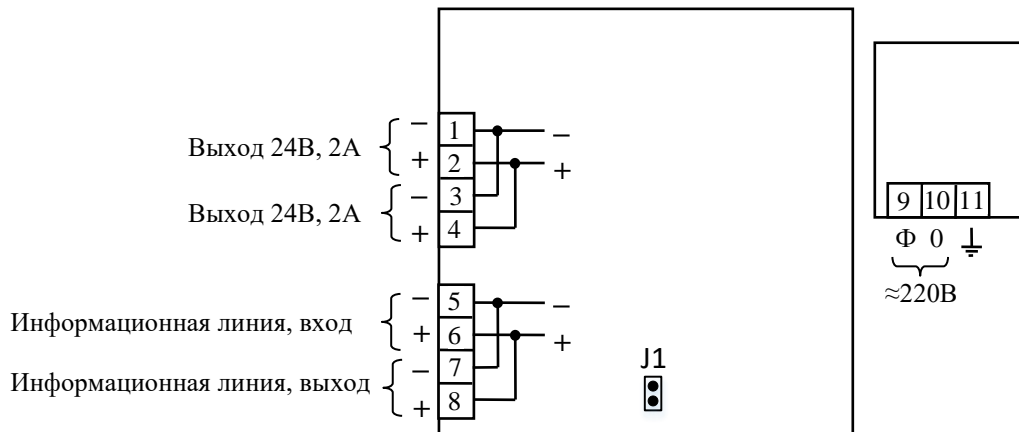 Выход 24В, 2А
− 1 −
+ 2 +
Выход 24В, 2А
− 3
+ 4
Информационная линия, вход
− 5 −
+ 6 +
Информационная линия, выход
− 7
+ 8
J1
9 10 11
Ф 0
≈220В